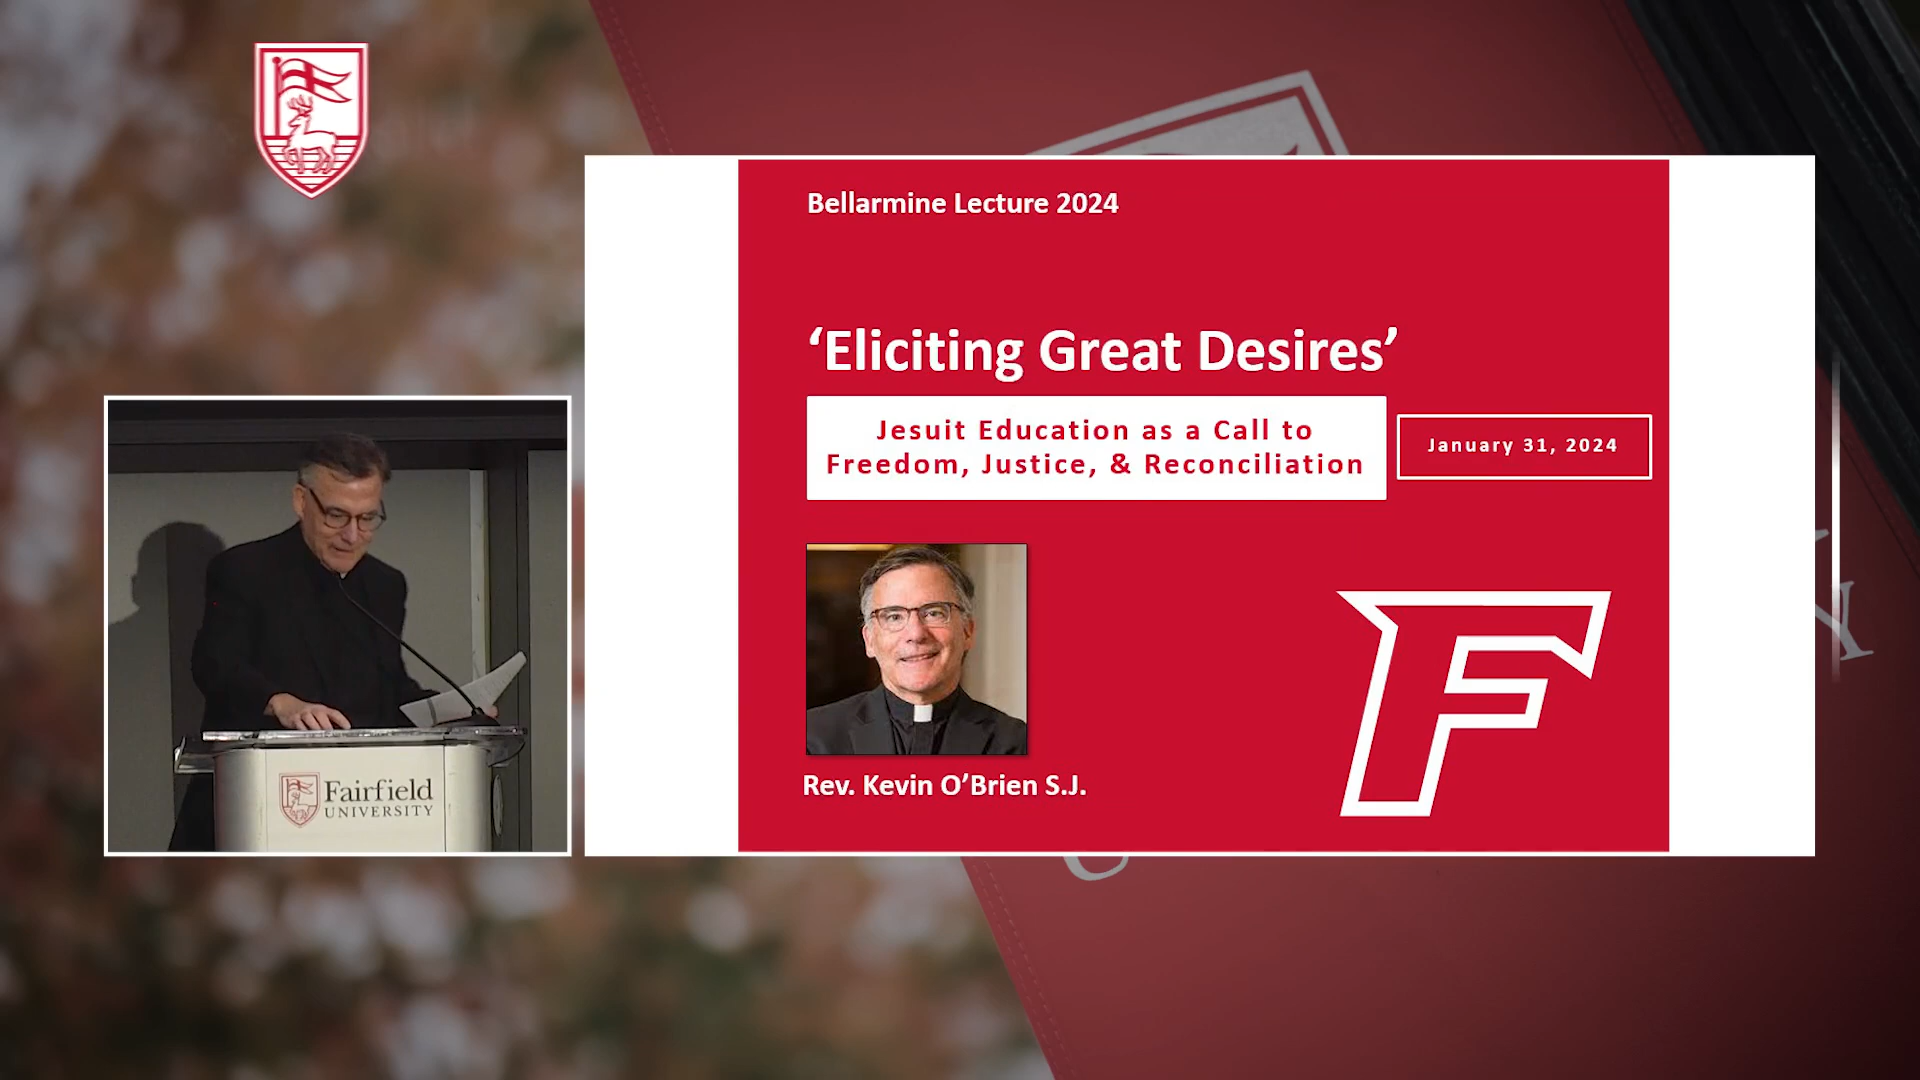 Bellarmine Lecture 2024
‘Eliciting Great Desires’
Jesuit Education as a Call to
Freedom, Justice, & Reconciliation
January 31, 2024
Rev. Kevin O’Brien S.J.
F
Fairfield
UNIVERSITY